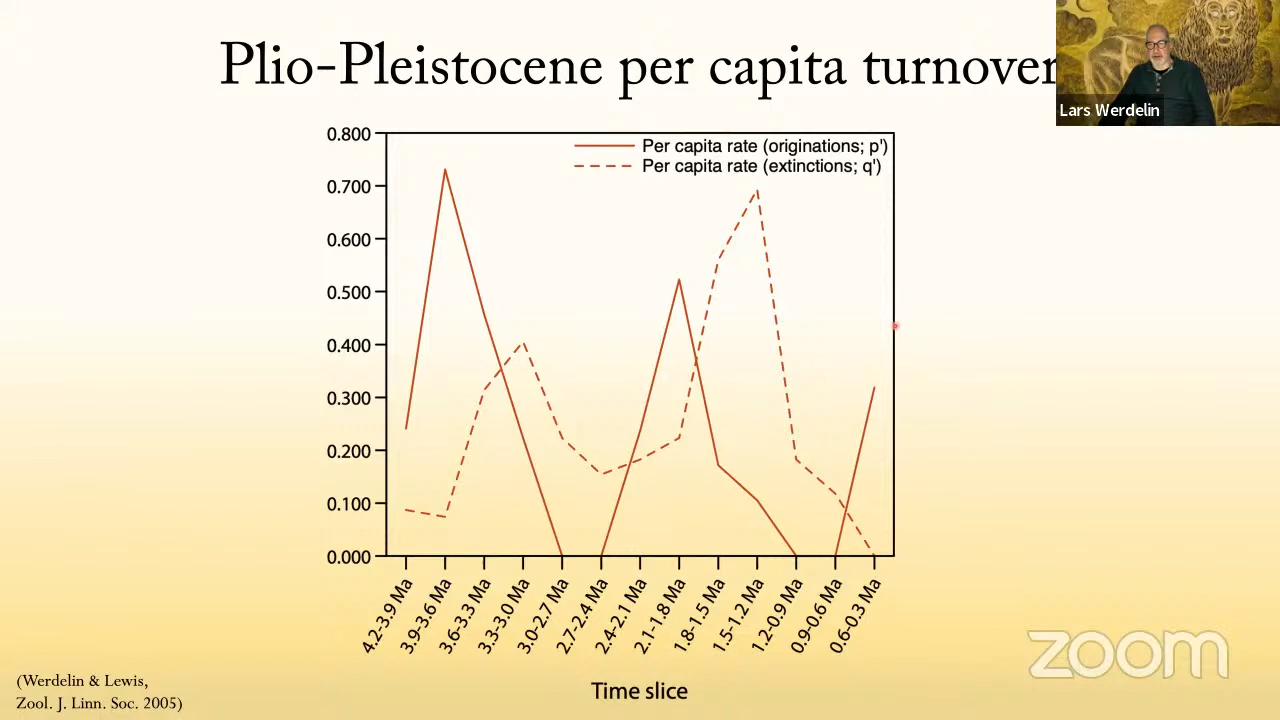 Plio-Pleistocene per capita turnover
Lars Werdelin
Per capita rate (originations; p')
Per capita rate (extinctions; q')
0.800
0.700
0.600
0.500
0.400
0.300
0.200
0.100
0.000
4.2-3.9 Ma
3.9-3.6 Ma
3.6-3.3 Ma
3.3-3.0 Ma
3.0-2.7 Ma
2.7-2.4 Ma
2.4-2.1 Ma
2.1-1.8 Ma
1.8-1.5 Ma
1.5-1.2 Ma
1.2-0.9 Ma
0.9-0.6 Ma
0.6-0.3 Ma
Time slice
(Werdelin & Lewis,
Zool. J. Linn. Soc. 2005)
zoom